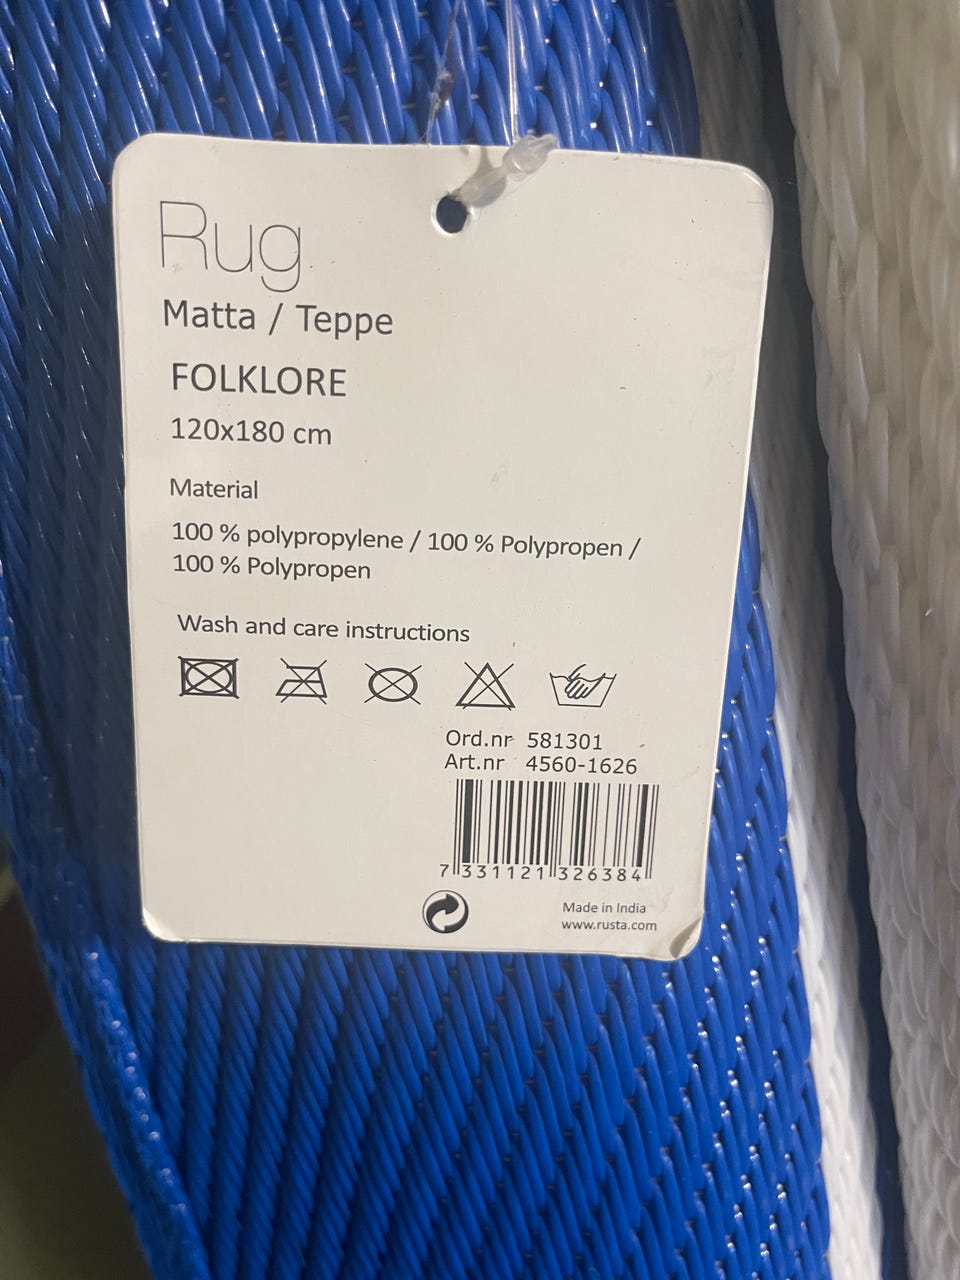 Rug
Matta / Teppe
FOLKLORE
120x180 cm
Material
100 % polypropylene / 100 % Polypropen /
100 % Polypropen
Wash and care instructions
Ord.nr 581301
Art.nr 4560-1626
7 331121 326384
Made in India
www.rusta.com